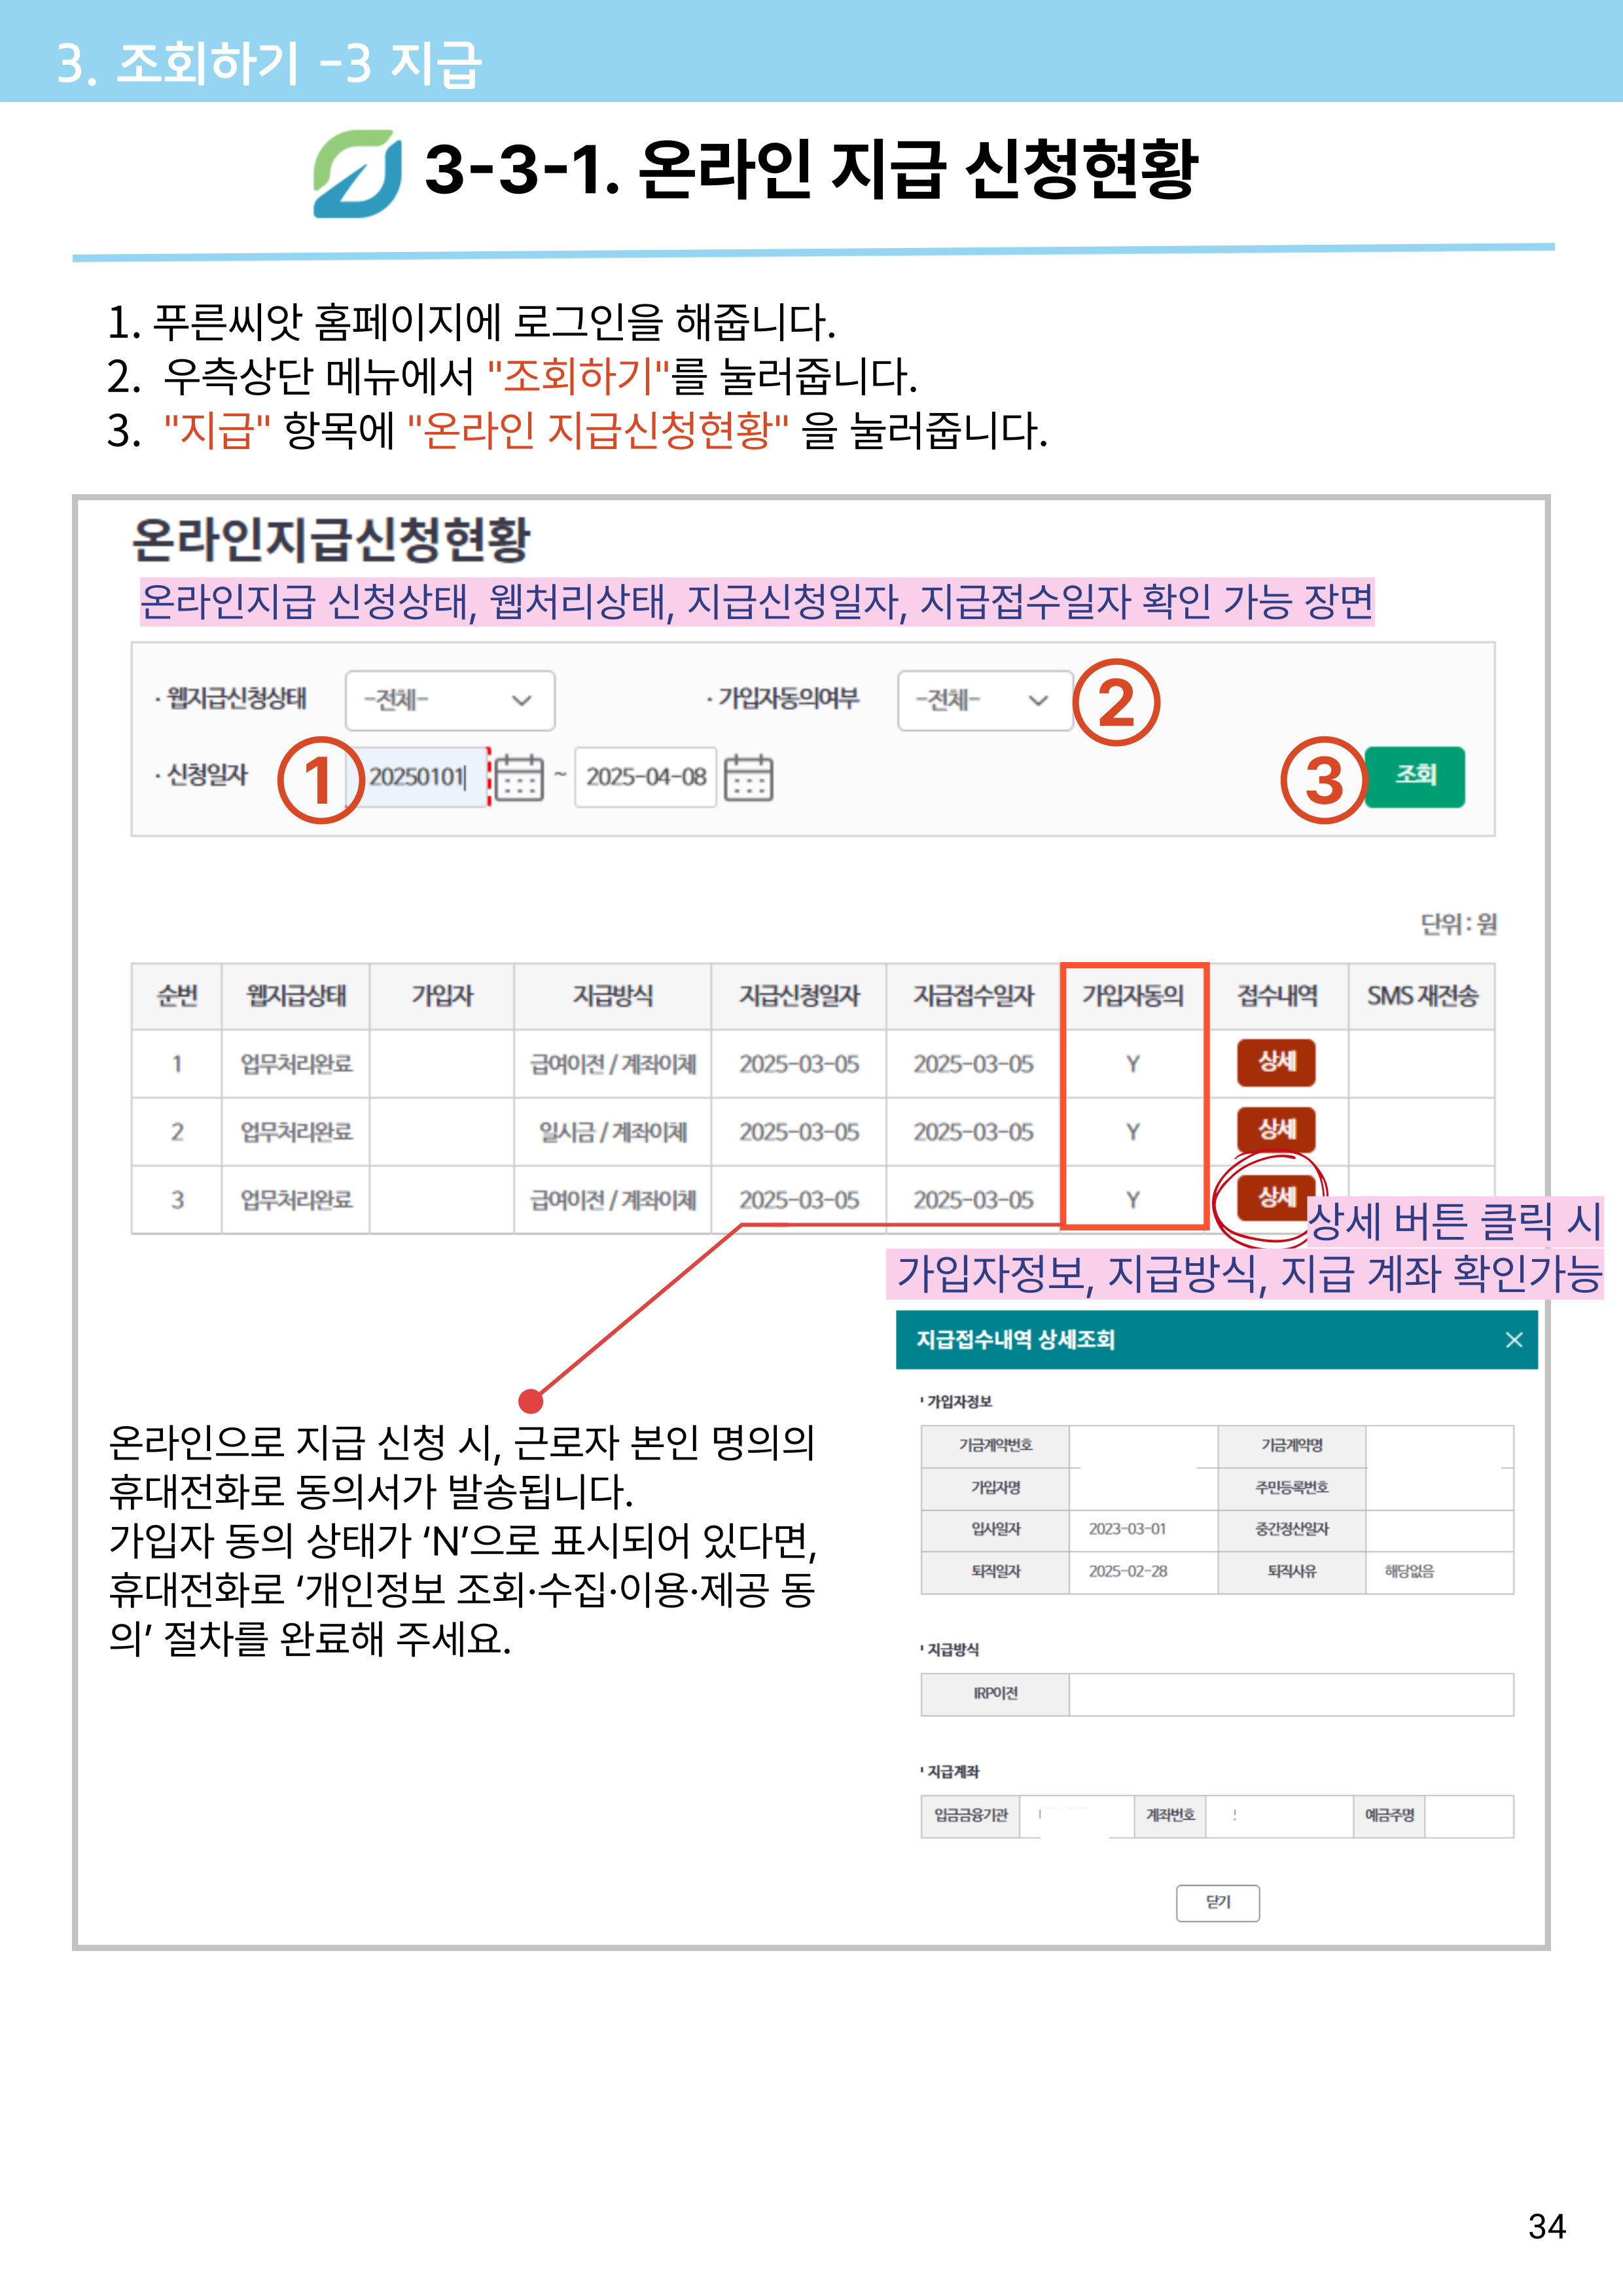 3. 조회하기 -3 지급
3-3-1. 온라인 지급 신청현황
1. 푸른씨앗 홈페이지에 로그인을 해줍니다.
2. 우측상단 메뉴에서 "조회하기"를 눌러줍니다.
3. "지급" 항목에 "온라인 지급신청현황" 을 눌러줍니다.
온라인지급신청현황
온라인지급 신청상태, 웹처리상태, 지급신청일자, 지급접수일자 확인 가능 장면
· 웹지급신청상태 -전체- · 가입자동의여부 -전체- 2
· 신청일자 1 20250101 ~ 2025-04-08 3 조회
단위 : 원
순번 웹지급상태 가입자 지급방식 지급신청일자 지급접수일자 가입자동의 접수내역 SMS 재전송
1 업무처리완료 급여이전 / 계좌이체 2025-03-05 2025-03-05 Y 상세
2 업무처리완료 일시금 / 계좌이체 2025-03-05 2025-03-05 Y 상세
3 업무처리완료 급여이전 / 계좌이체 2025-03-05 2025-03-05 Y 상세
상세 버튼 클릭 시
가입자정보, 지급방식, 지급 계좌 확인가능
온라인으로 지급 신청 시, 근로자 본인 명의의
휴대전화로 동의서가 발송됩니다.
가입자 동의 상태가 ‘N’으로 표시되어 있다면,
휴대전화로 ‘개인정보 조회·수집·이용·제공 동
의’ 절차를 완료해 주세요.
지급접수내역 상세조회
가입자정보
기금계약번호 기금계약명
가입자명 주민등록번호
입사일자 2023-03-01 중간정산일자
퇴직일자 2025-02-28 퇴직사유 해당없음
지급방식
IRP이전
지급계좌
입금금융기관 계좌번호 예금주명
닫기
34